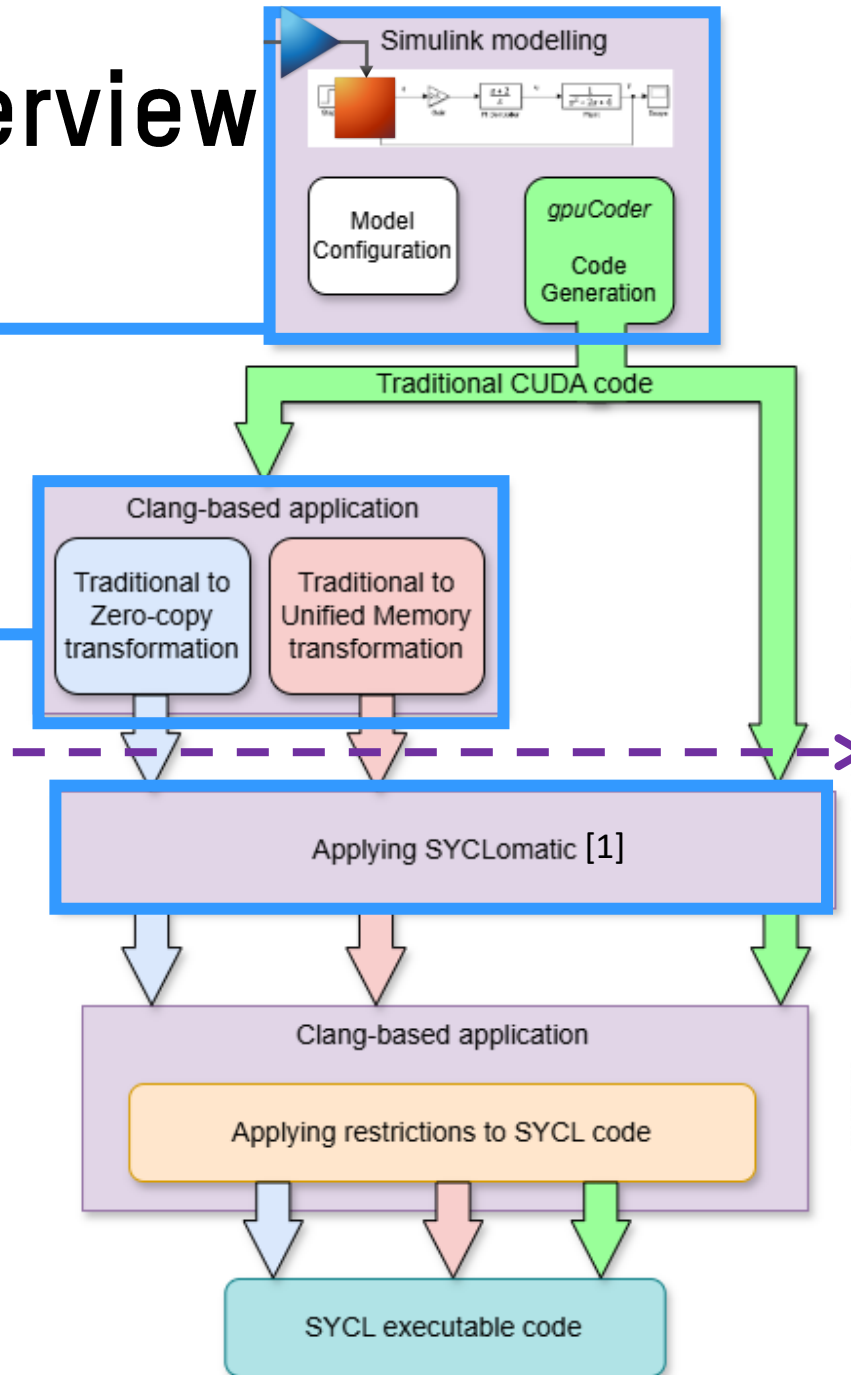 erview
Simulink modelling
Model
Configuration
gpuCoder
Code
Generation
Traditional CUDA code
Clang-based application
Traditional to
Zero-copy
transformation
Traditional to
Unified Memory
transformation
Applying SYCLomatic [1]
Clang-based application
Applying restrictions to SYCL code
SYCL executable code